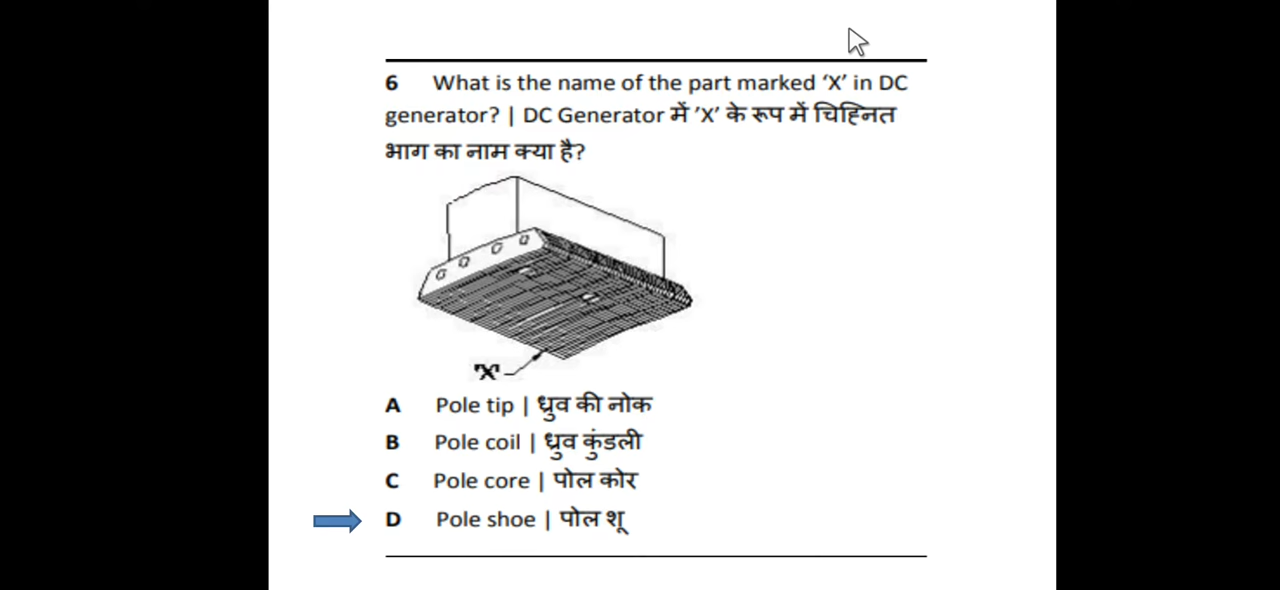 6 What is the name of the part marked ‘X’ in DC
generator? | DC Generator में ’X’ के रूप में चिह्नित
भाग का नाम क्या है?
'X'
A Pole tip | ध्रुव की नोक
B Pole coil | ध्रुव कुंडली
C Pole core | पोल कोर
D Pole shoe | पोल शू